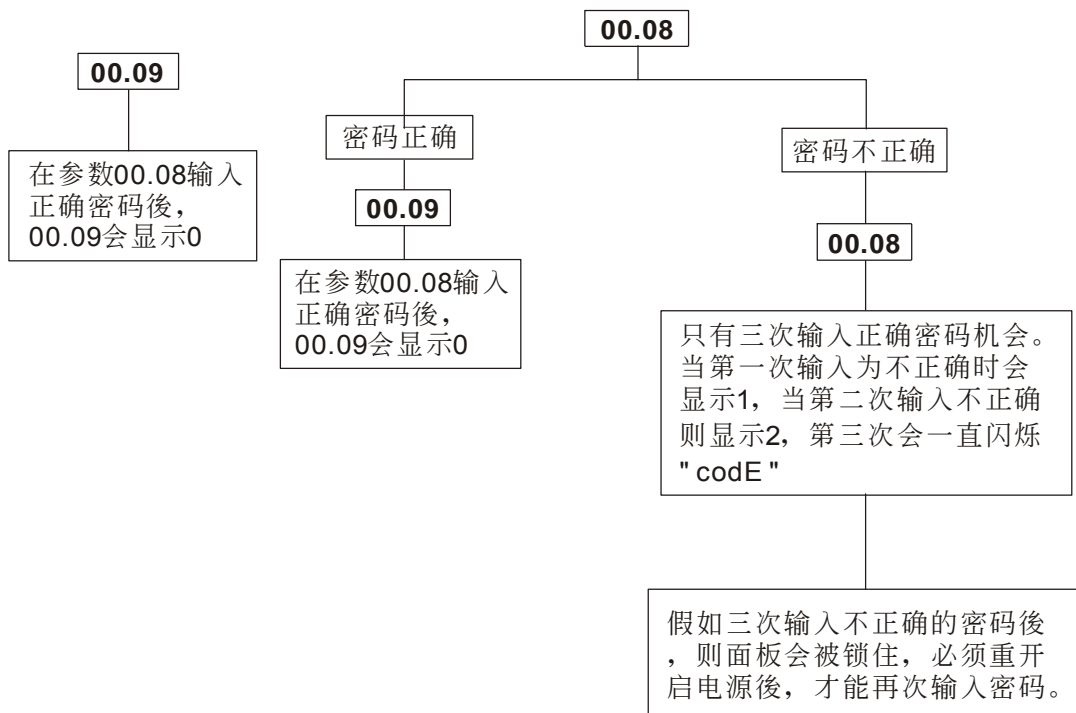 00.09
在参数00.08输入
正确密码後，
00.09会显示0
00.08
密码正确
00.09
在参数00.08输入
正确密码後，
00.09会显示0
密码不正确
00.08
只有三次输入正确密码机会。
当第一次输入为不正确时会
显示1，当第二次输入不正确
则显示2，第三次会一直闪烁
"codE"
假如三次输入不正确的密码後
，则面板会被锁住，必须重开
启电源後，才能再次输入密码。